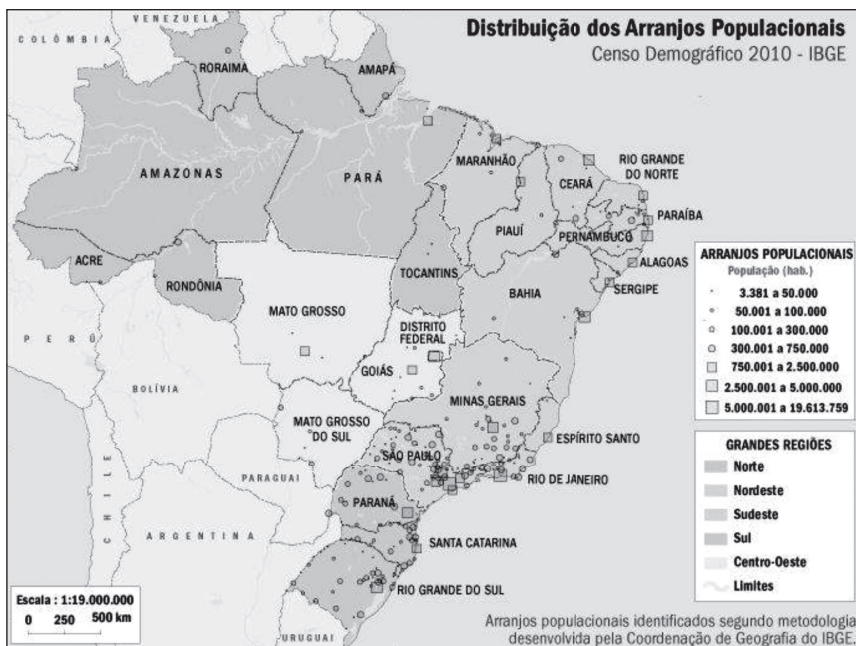 Distribuição dos Arranjos Populacionais
Censo Demográfico 2010 - IBGE
VENEZUELA
COLÔMBIA
RORAIMA
AMAPÁ
AMAZONAS
PARÁ
MARANHÃO
CEARÁ
RIO GRANDE
DO NORTE
PARAÍBA
PIAUÍ
PERNAMBUCO
ACRE
ALAGOAS
RONDÔNIA
TOCANTINS
SERGIPE
BAHIA
MATO GROSSO
PERÚ
DISTRITO
FEDERAL
GOIÁS
BOLÍVIA
MINAS GERAIS
MATO GROSSO
DO SUL
ESPÍRITO SANTO
SÃO PAULO
PARAGUAI
RIO DE JANEIRO
CHILE
PARANÁ
ARGENTINA
SANTA CATARINA
RIO GRANDE DO SUL
URUGUAI
ARRANJOS POPULACIONAIS
População (hab.)
3.381 a 50.000
50.001 a 100.000
100.001 a 300.000
300.001 a 750.000
750.001 a 2.500.000
2.500.001 a 5.000.000
5.000.001 a 19.613.759
GRANDES REGIÕES
Norte
Nordeste
Sudeste
Sul
Centro-Oeste
Limites
Escala : 1:19.000.000
0 250 500 km
Arranjos populacionais identificados segundo metodologia
desenvolvida pela Coordenação de Geografia do IBGE.